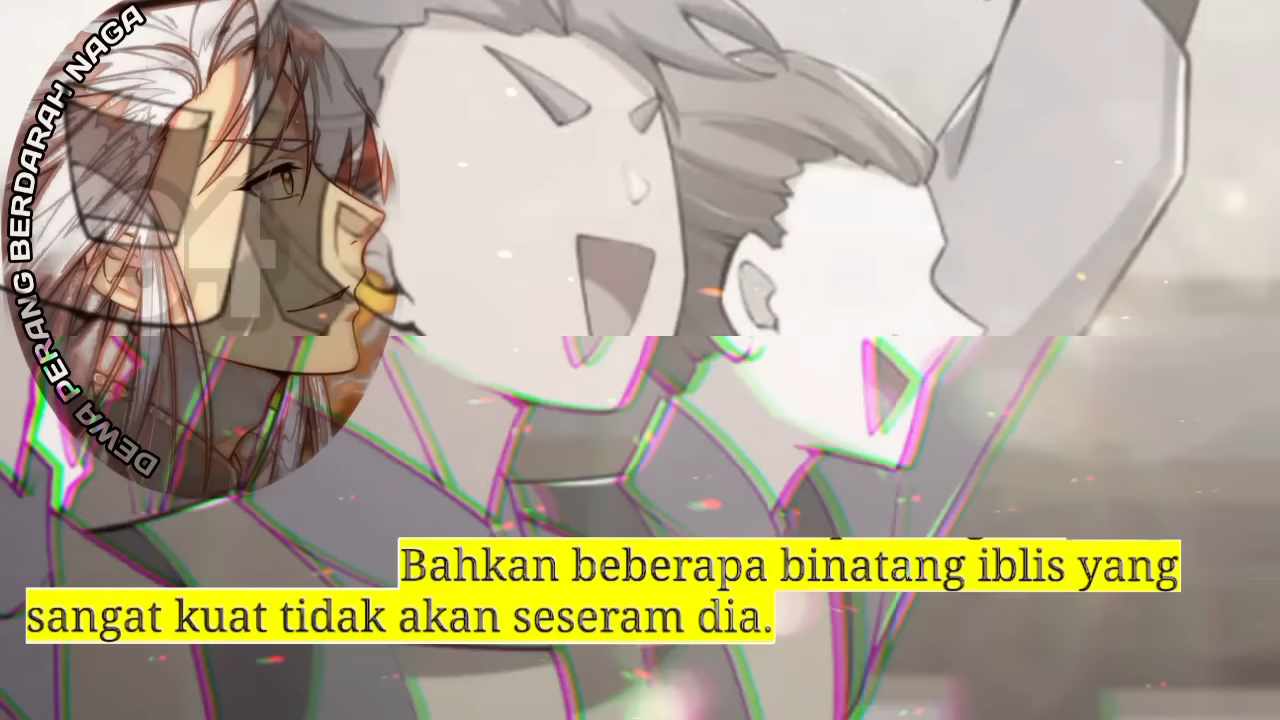 DEWA PERANG BERDARAH NAGA
Bahkan beberapa binatang iblis yang
sangat kuat tidak akan seseram dia.